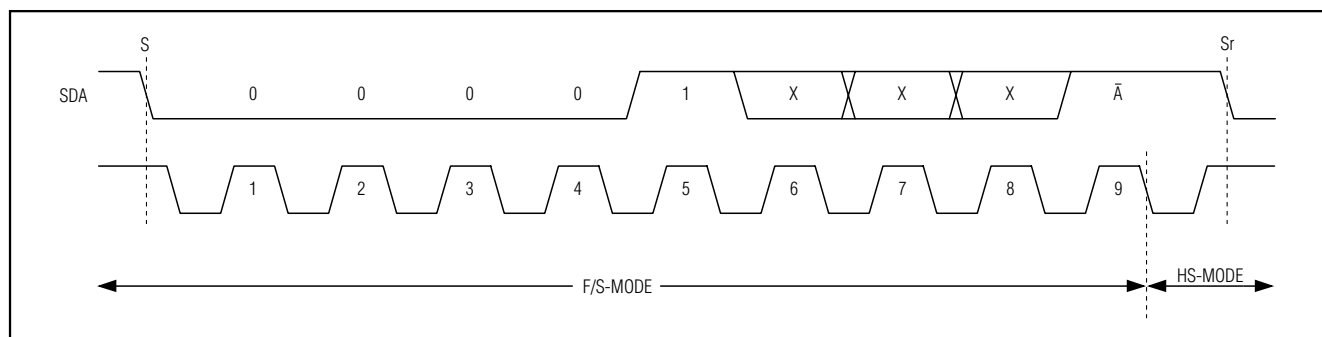 S Sr
SDA 0 0 0 0 1 X X X Ā
1 2 3 4 5 6 7 8 9
F/S-MODE HS-MODE